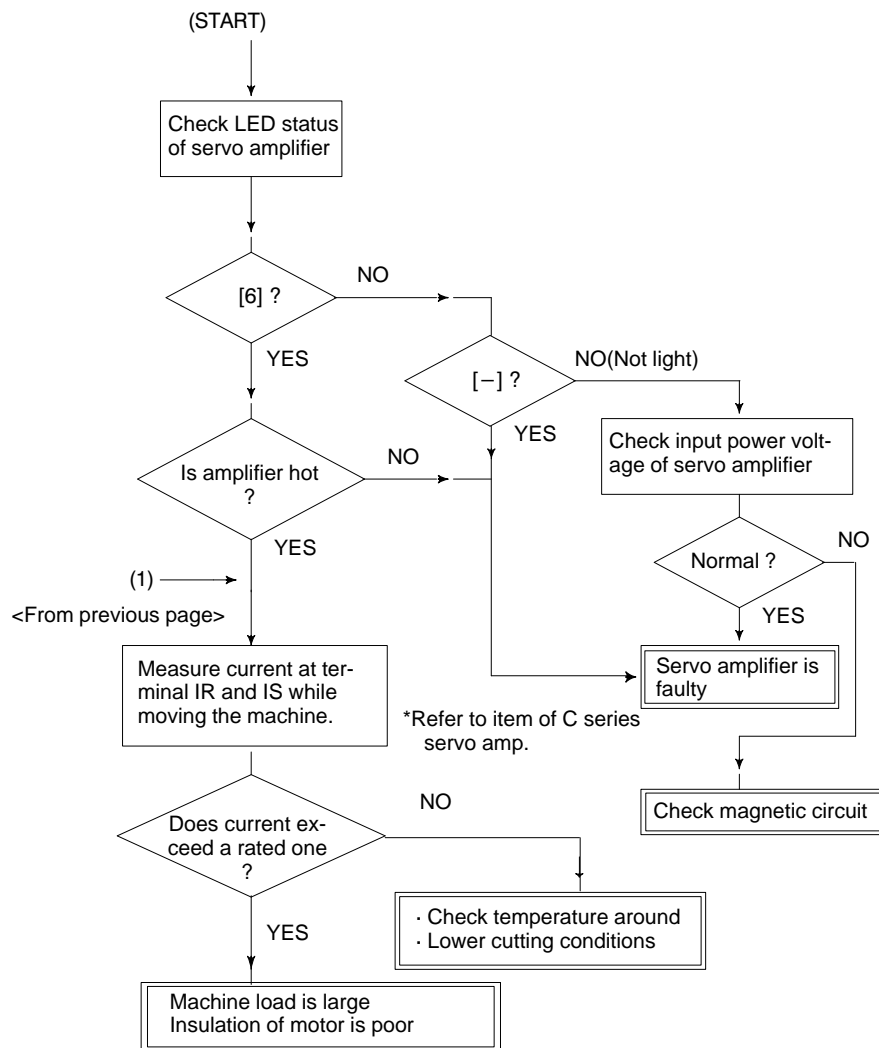 (START)
Check LED status
of servo amplifier
[6] ?
NO
YES
[–] ?
NO(Not light)
YES
Check input power volt-
age of servo amplifier
Is amplifier hot
?
NO
YES
Normal ?
NO
YES
(1)
<From previous page>
Measure current at ter-
minal IR and IS while
moving the machine.
Servo amplifier is
faulty
*Refer to item of C series
servo amp.
Check magnetic circuit
Does current ex-
ceed a rated one
?
NO
YES
· Check temperature around
· Lower cutting conditions
Machine load is large
Insulation of motor is poor